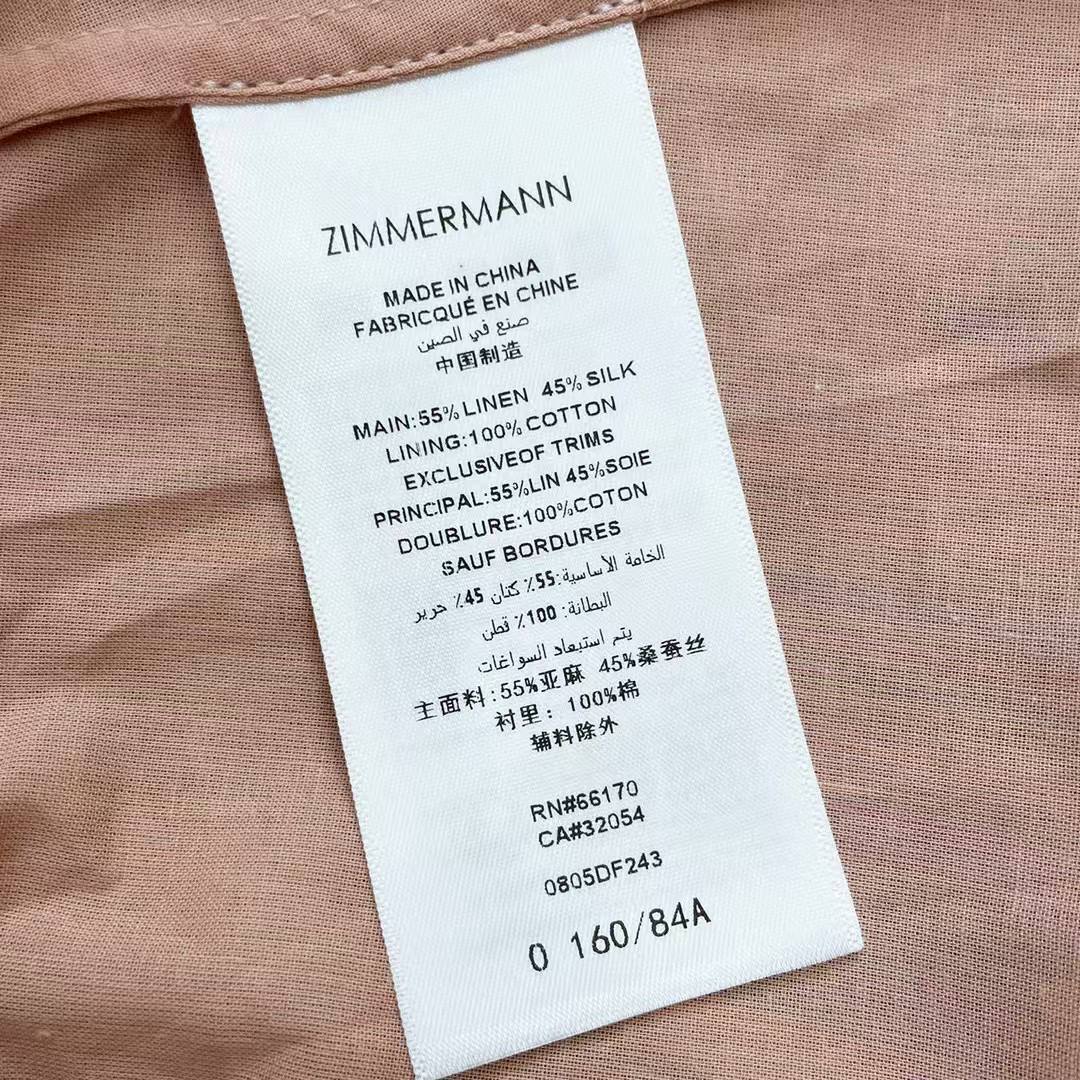 ZIMMERMANN
MADE IN CHINA
FABRICQUÉ EN CHINE
صنع في الصين
中国制造
MAIN:55% LINEN 45% SILK
LINING:100% COTTON
EXCLUSIVEOF TRIMS
PRINCIPAL:55%LIN 45%SOIE
DOUBLURE:100%COTON
SAUF BORDURES
الخامة الأساسية:55٪ كتان 45٪ حرير
البطانة: 100٪ قطن
يتم استبعاد السواغات
主面料:55%亚麻 45%桑蚕丝
衬里: 100%棉
辅料除外
RN#66170
CA#32054
0805DF243
0 160/84A